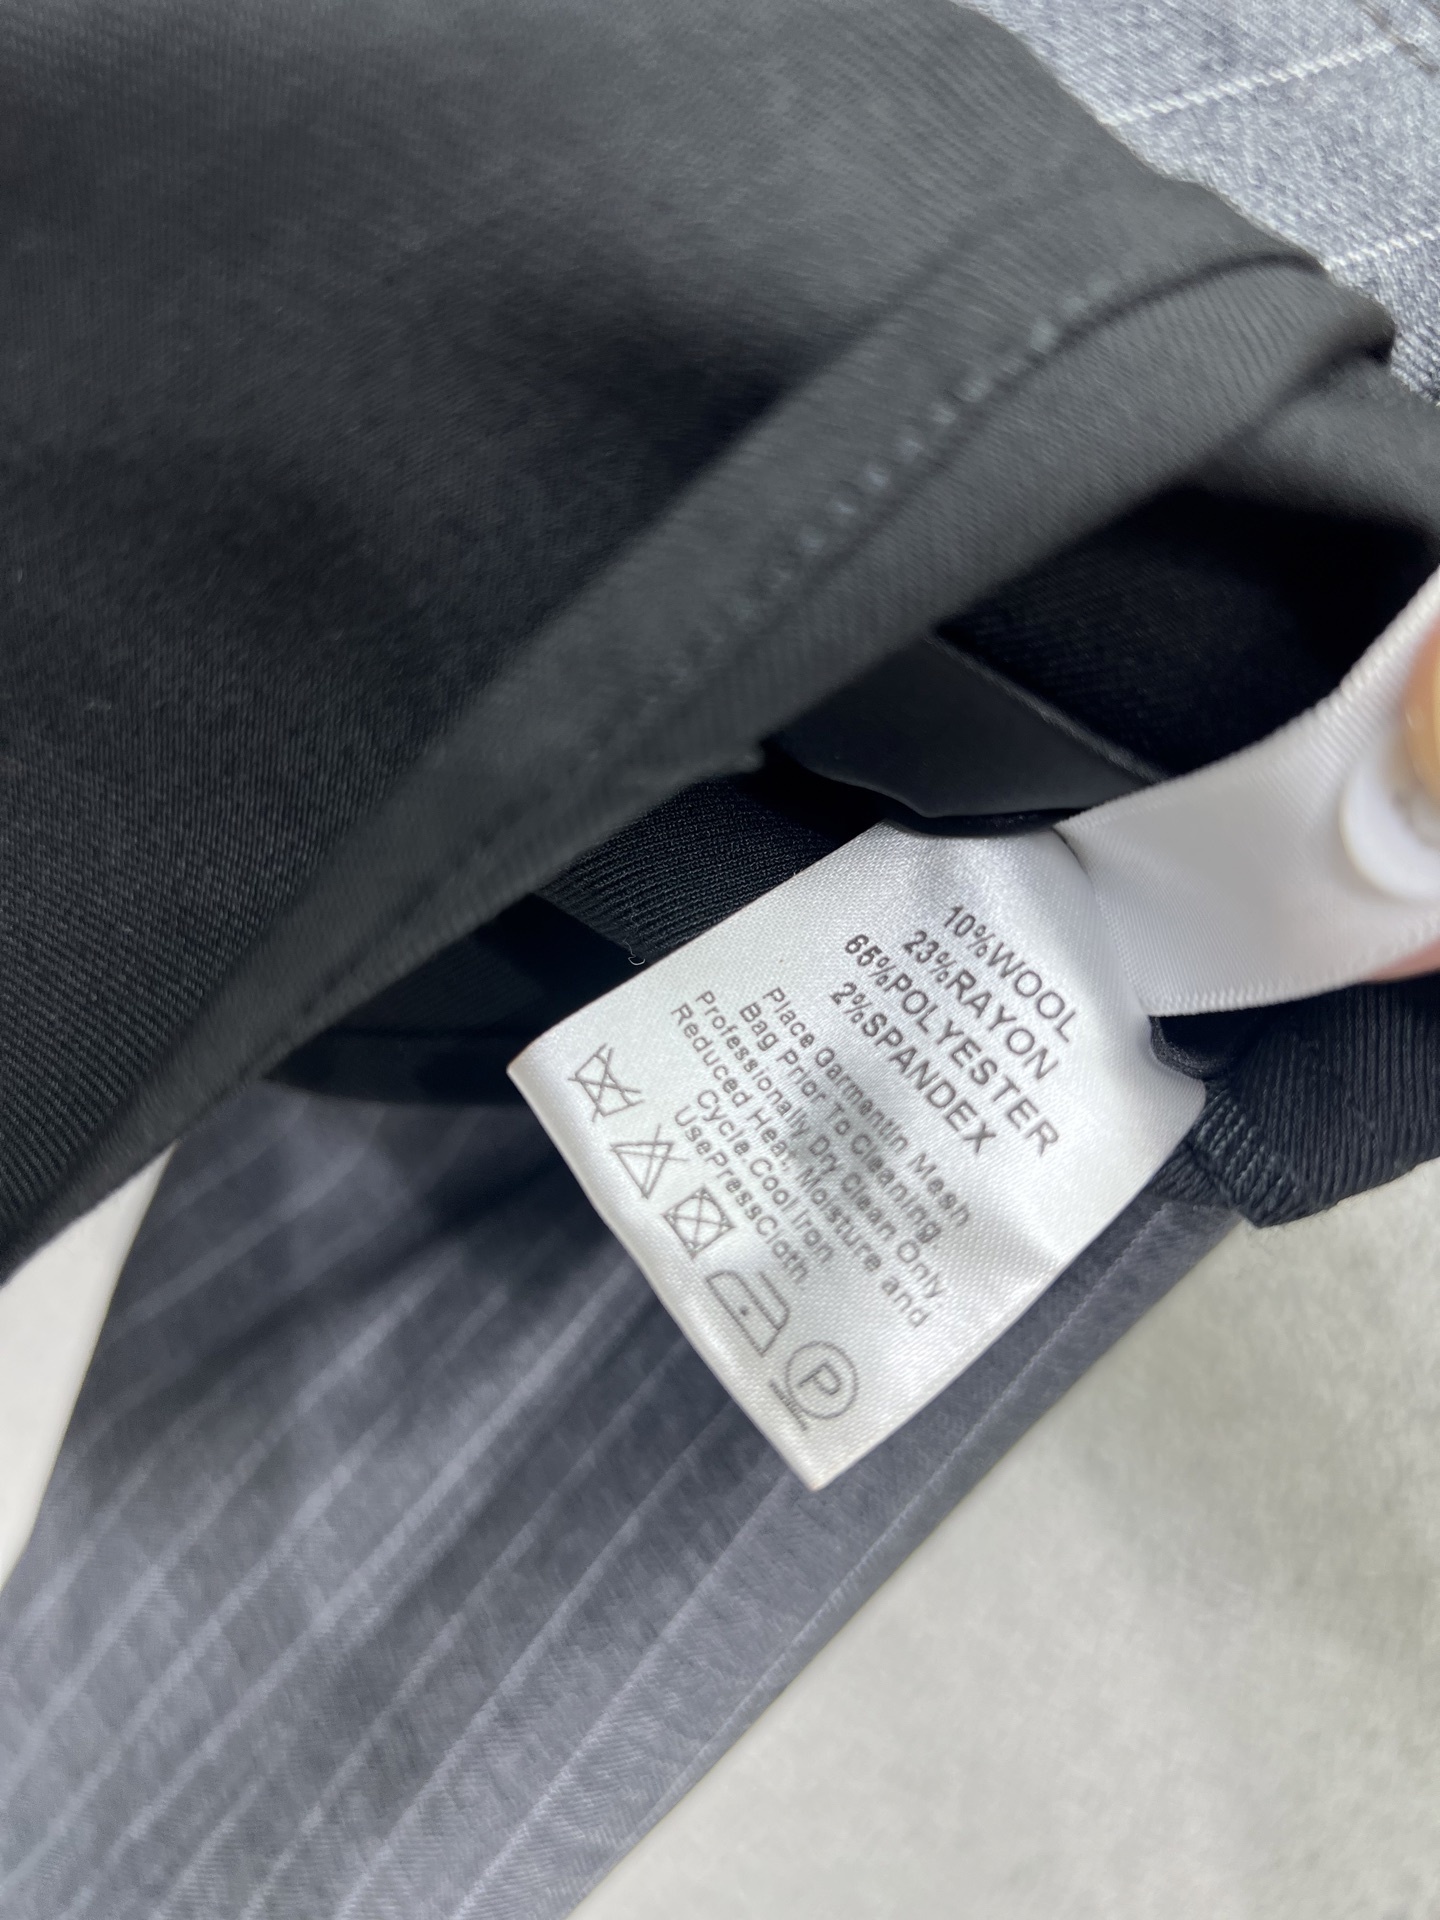 10%WOOL
23%RAYON
65%POLYESTER
2%SPANDEX
Place Garmentin Mesh
Bag Prior To Cleaning
Professionally Dry Clean Only.
Reduced Heat, Moisture and
Cycle.Cool Iron.
UsePressCloth.
P